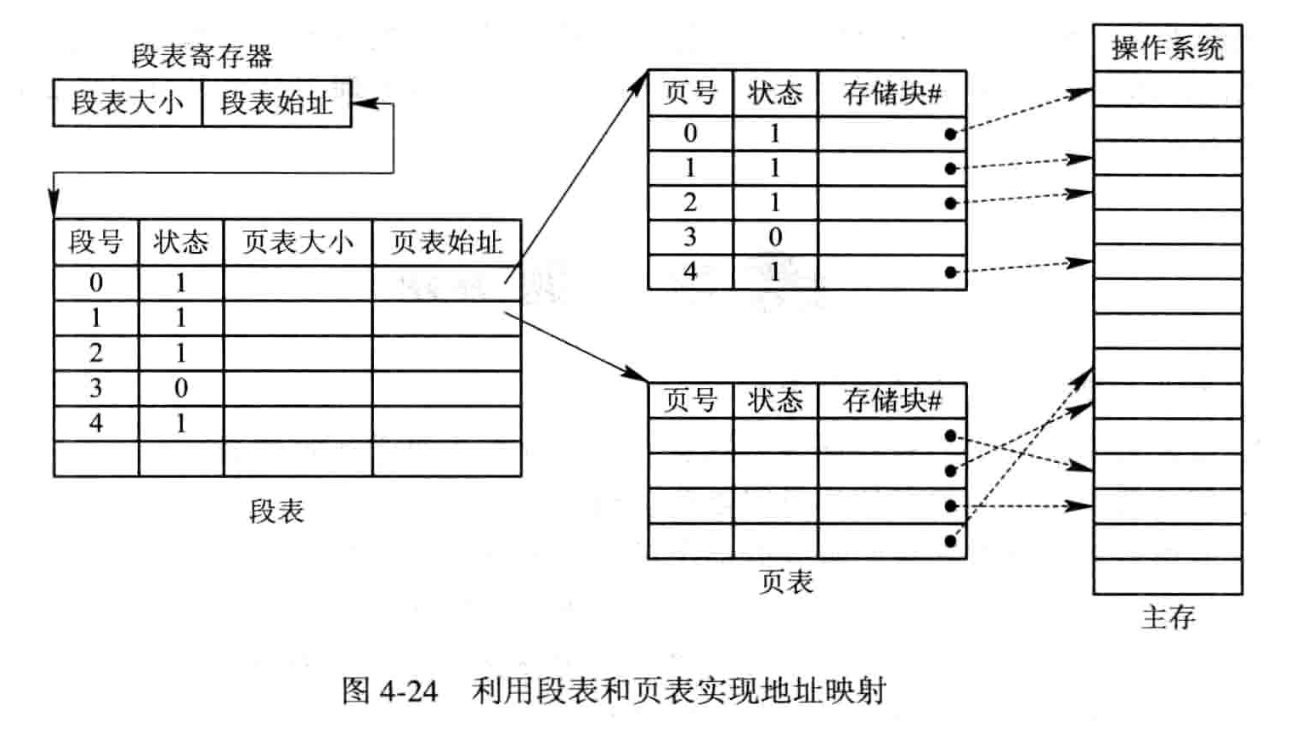 段表寄存器
段表大小 段表始址
段号 状态 页表大小 页表始址
0 1
1 1
2 1
3 0
4 1
段表
页号 状态 存储块#
0 1
1 1
2 1
3 0
4 1
页号 状态 存储块#
页表
操作系统
主存
图 4-24 利用段表和页表实现地址映射